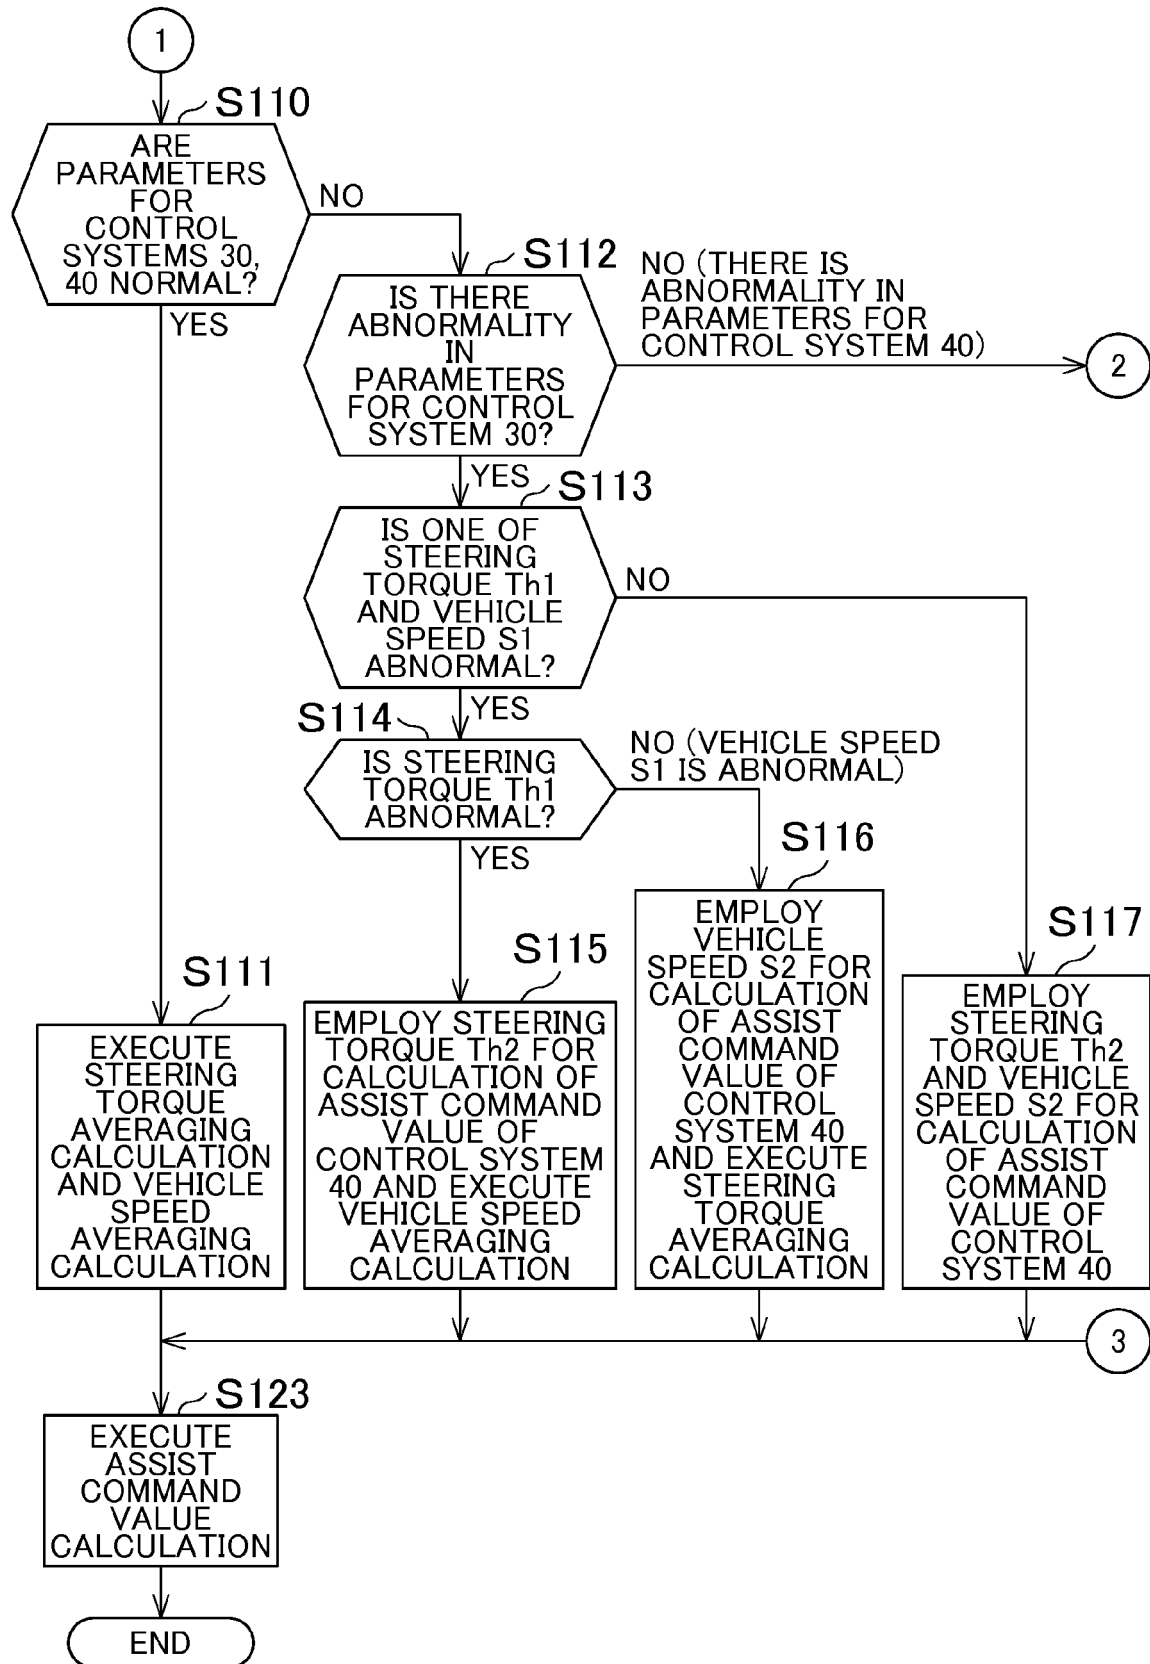 1
S110
ARE
PARAMETERS
FOR
CONTROL
SYSTEMS 30,
40 NORMAL?
NO
YES
S112
IS THERE
ABNORMALITY
IN
PARAMETERS
FOR CONTROL
SYSTEM 30?
NO (THERE IS
ABNORMALITY IN
PARAMETERS FOR
CONTROL SYSTEM 40)
2
YES
S113
IS ONE OF
STEERING
TORQUE Th1
AND VEHICLE
SPEED S1
ABNORMAL?
NO
YES
S114
IS STEERING
TORQUE Th1
ABNORMAL?
NO (VEHICLE SPEED
S1 IS ABNORMAL)
YES
S111
EXECUTE
STEERING
TORQUE
AVERAGING
CALCULATION
AND VEHICLE
SPEED
AVERAGING
CALCULATION
S115
EMPLOY STEERING
TORQUE Th2 FOR
CALCULATION OF
ASSIST COMMAND
VALUE OF
CONTROL SYSTEM
40 AND EXECUTE
VEHICLE SPEED
AVERAGING
CALCULATION
S116
EMPLOY
VEHICLE
SPEED S2 FOR
CALCULATION
OF ASSIST
COMMAND
VALUE OF
CONTROL
SYSTEM 40
AND EXECUTE
STEERING
TORQUE
AVERAGING
CALCULATION
S117
EMPLOY
STEERING
TORQUE Th2
AND VEHICLE
SPEED S2 FOR
CALCULATION
OF ASSIST
COMMAND
VALUE OF
CONTROL
SYSTEM 40
3
S123
EXECUTE
ASSIST
COMMAND
VALUE
CALCULATION
END